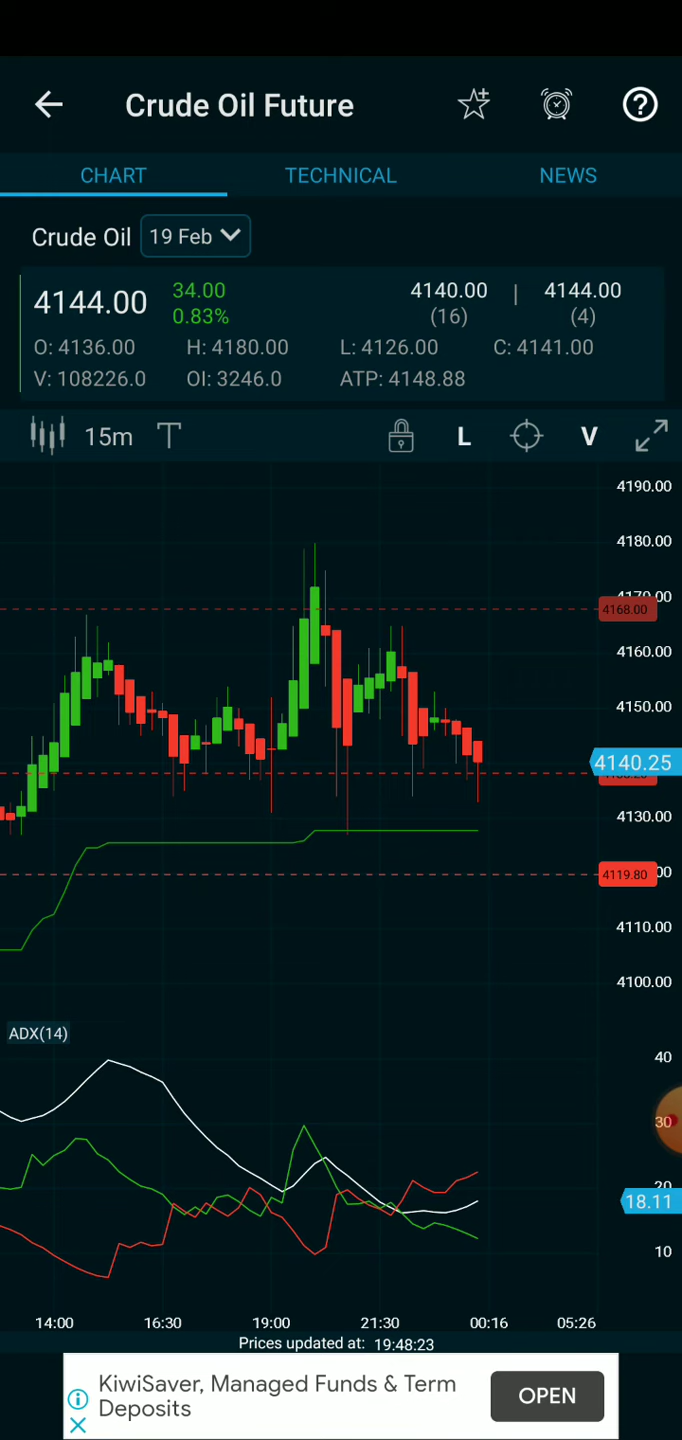 Crude Oil Future
CHART TECHNICAL NEWS
Crude Oil 19 Feb
4144.00 34.00 0.83% 4140.00 (16) | 4144.00 (4)
O: 4136.00 H: 4180.00 L: 4126.00 C: 4141.00
V: 108226.0 OI: 3246.0 ATP: 4148.88
15m T L V
4190.00
4180.00
4170.00
4168.00
4160.00
4150.00
4140.25
4130.00
4119.80
4110.00
4100.00
ADX(14)
40
30
20
18.11
10
14:00 16:30 19:00 21:30 00:16 05:26
Prices updated at: 19:48:23
KiwiSaver, Managed Funds & Term
Deposits
OPEN